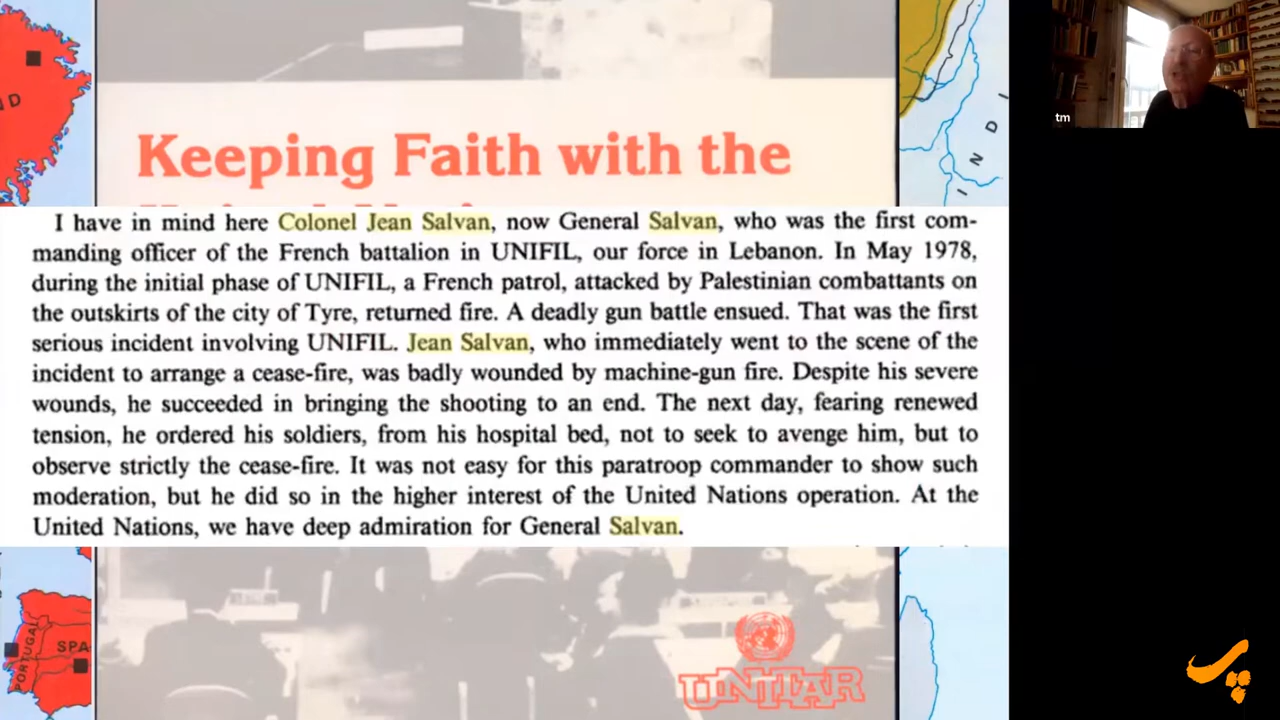 D
Keeping Faith with the
I have in mind here Colonel Jean Salvan, now General Salvan, who was the first com-
manding officer of the French battalion in UNIFIL, our force in Lebanon. In May 1978,
during the initial phase of UNIFIL, a French patrol, attacked by Palestinian combattants on
the outskirts of the city of Tyre, returned fire. A deadly gun battle ensued. That was the first
serious incident involving UNIFIL. Jean Salvan, who immediately went to the scene of the
incident to arrange a cease-fire, was badly wounded by machine-gun fire. Despite his severe
wounds, he succeeded in bringing the shooting to an end. The next day, fearing renewed
tension, he ordered his soldiers, from his hospital bed, not to seek to avenge him, but to
observe strictly the cease-fire. It was not easy for this paratroop commander to show such
moderation, but he did so in the higher interest of the United Nations operation. At the
United Nations, we have deep admiration for General Salvan.
UNITAR
PORTUGAL
SPA
INDI
tm
پ